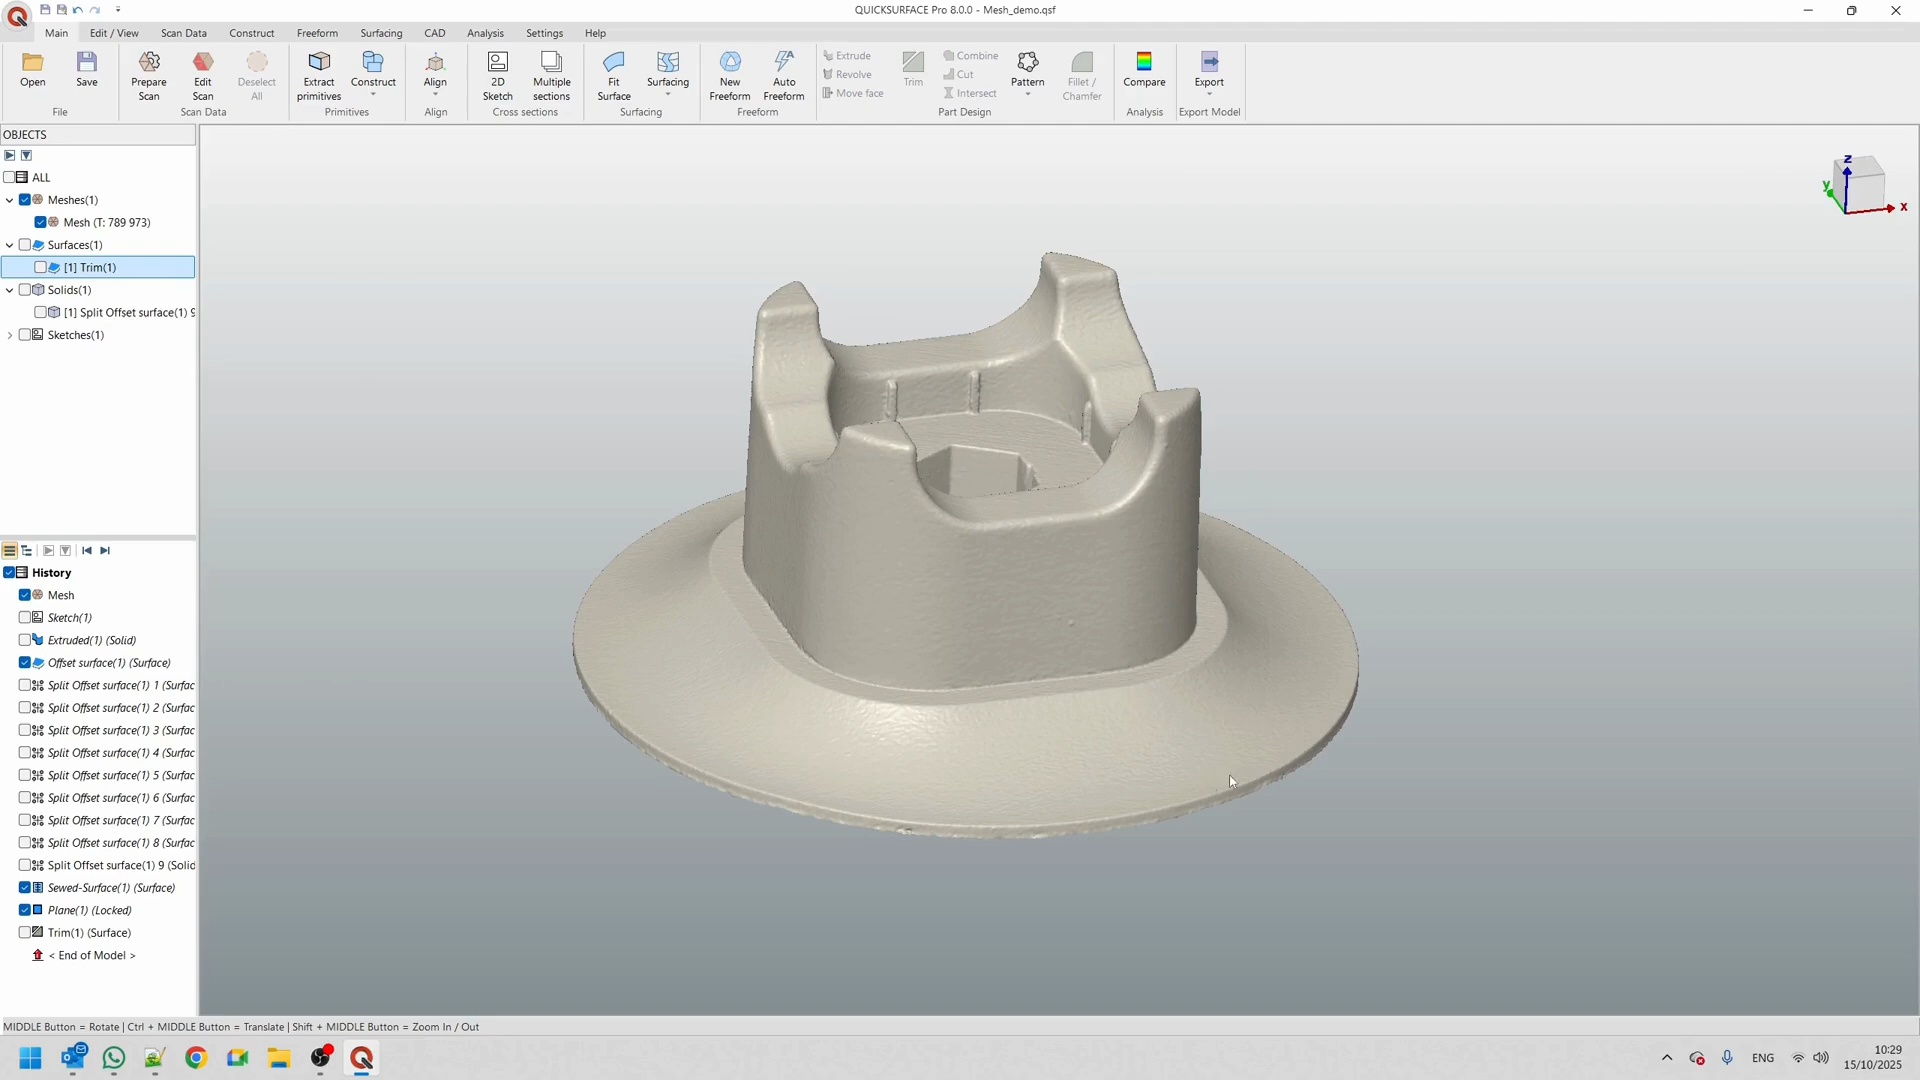 QUICKSURFACE Pro 8.0.0 - Mesh_demo.qsf
Main Edit / View Scan Data Construct Freeform Surfacing CAD Analysis Settings Help
Open
Save
Prepare Scan
Edit Scan
Deselect All
Extract primitives
Construct
Align
2D Sketch
Multiple sections
Fit Surface
Surfacing
New Freeform
Auto Freeform
Extrude
Revolve
Move face
Trim
Combine
Cut
Intersect
Pattern
Fillet / Chamfer
Compare
Export
File Scan Data Primitives Align Cross sections Surfacing Freeform Part Design Analysis Export Model
OBJECTS
ALL
Meshes(1)
Mesh (T: 789 973)
Surfaces(1)
[1] Trim(1)
Solids(1)
[1] Split Offset surface(1) 9
Sketches(1)
Z
Y
X
History
Mesh
Sketch(1)
Extruded(1) (Solid)
Offset surface(1) (Surface)
Split Offset surface(1) 1 (Surfac
Split Offset surface(1) 2 (Surfac
Split Offset surface(1) 3 (Surfac
Split Offset surface(1) 4 (Surfac
Split Offset surface(1) 5 (Surfac
Split Offset surface(1) 6 (Surfac
Split Offset surface(1) 7 (Surfac
Split Offset surface(1) 8 (Surfac
Split Offset surface(1) 9 (Solid
Sewed-Surface(1) (Surface)
Plane(1) (Locked)
Trim(1) (Surface)
< End of Model >
MIDDLE Button = Rotate | Ctrl + MIDDLE Button = Translate | Shift + MIDDLE Button = Zoom In / Out
ENG
10:29
15/10/2025